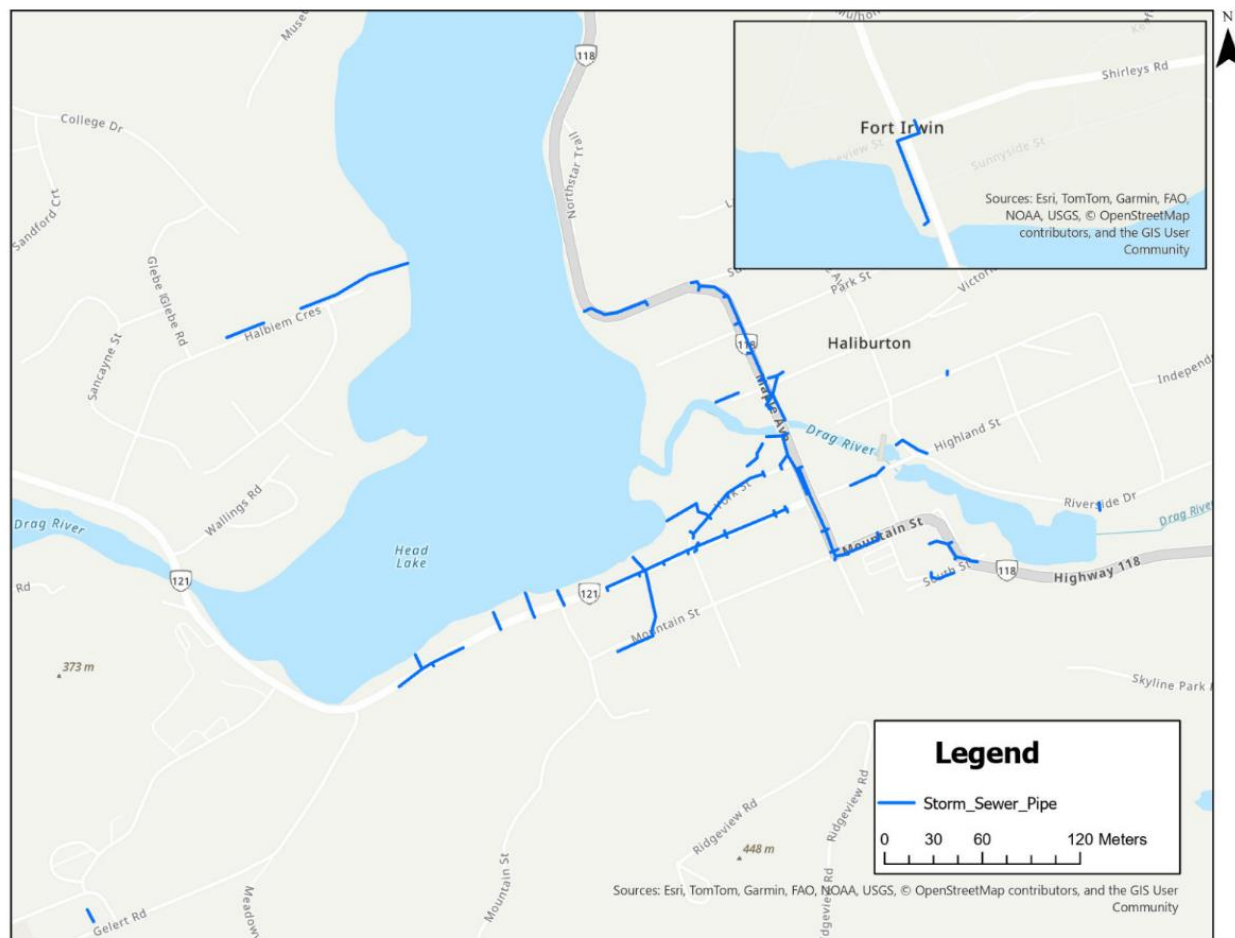 N
118
Shirleys Rd
Fort Irwin
Sunnyside St
Sources: Esri, TomTom, Garmin, FAO,
NOAA, USGS, © OpenStreetMap
contributors, and the GIS User
Community
College Dr
Northstar Trail
Sandford Crt
Glebe Rd
Halbiem Cres
Sancayne St
Park St
118
Haliburton
Maple Ave
Drag River
Highland St
Riverside Dr
Drag River
York St
Wallings Rd
Drag River
Head
Lake
121
Rd
121
Mountain St
South St
118
Highway 118
Mountain St
373 m
Skyline Park
Ridgeview Rd
Ridgeview Rd
448 m
Mountain St
Gelert Rd
Meadow
Legend
Storm_Sewer_Pipe
0 30 60 120 Meters
Sources: Esri, TomTom, Garmin, FAO, NOAA, USGS, © OpenStreetMap contributors, and the GIS User
Community